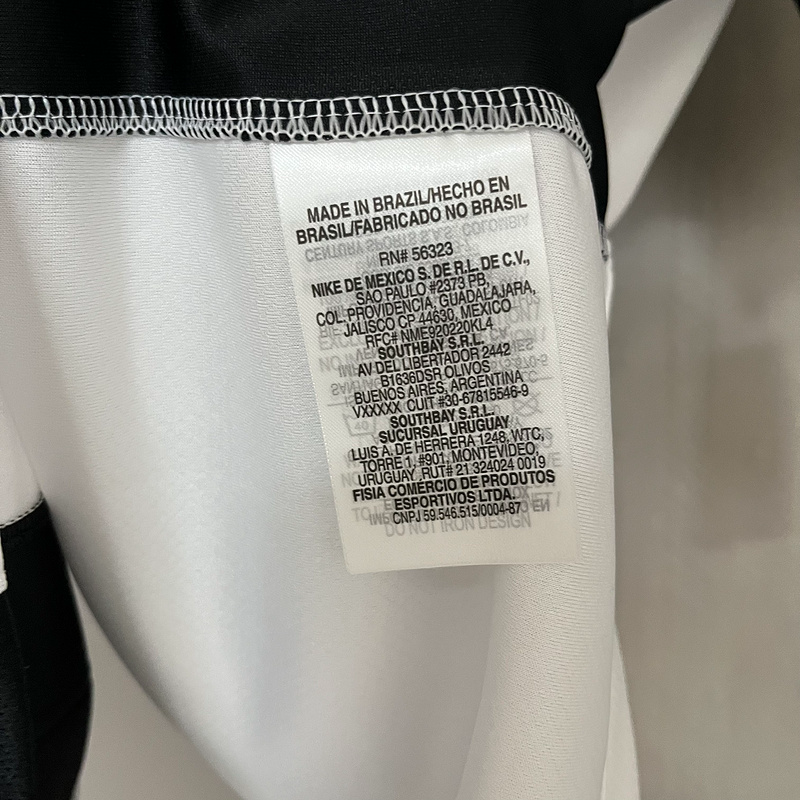 MADE IN BRAZIL/HECHO EN
BRASIL/FABRICADO NO BRASIL
CENTURY SPORTS S.A.S. COLOMBIA
RN# 56323
NIKE DE MEXICO S. DE R.L. DE C.V.,
SAO PAULO #2373 PB,
COL. PROVIDENCIA, GUADALAJARA,
JALISCO CP 44630, MEXICO
RFC# NME920220KL4
SOUTHBAY S.R.L.
AV DEL LIBERTADOR 2442
B1636DSR OLIVOS
BUENOS AIRES, ARGENTINA
VXXXXX CUIT #30-67815546-9
SOUTHBAY S.R.L.
SUCURSAL URUGUAY
LUIS A. DE HERRERA 1248, WTC,
TORRE 1, #901, MONTEVIDEO,
URUGUAY, RUT# 21 324024 0019
FISIA COMERCIO DE PRODUTOS
ESPORTIVOS LTDA.
CNPJ 59.546.515/0004-87
DO NOT IRON DESIGN